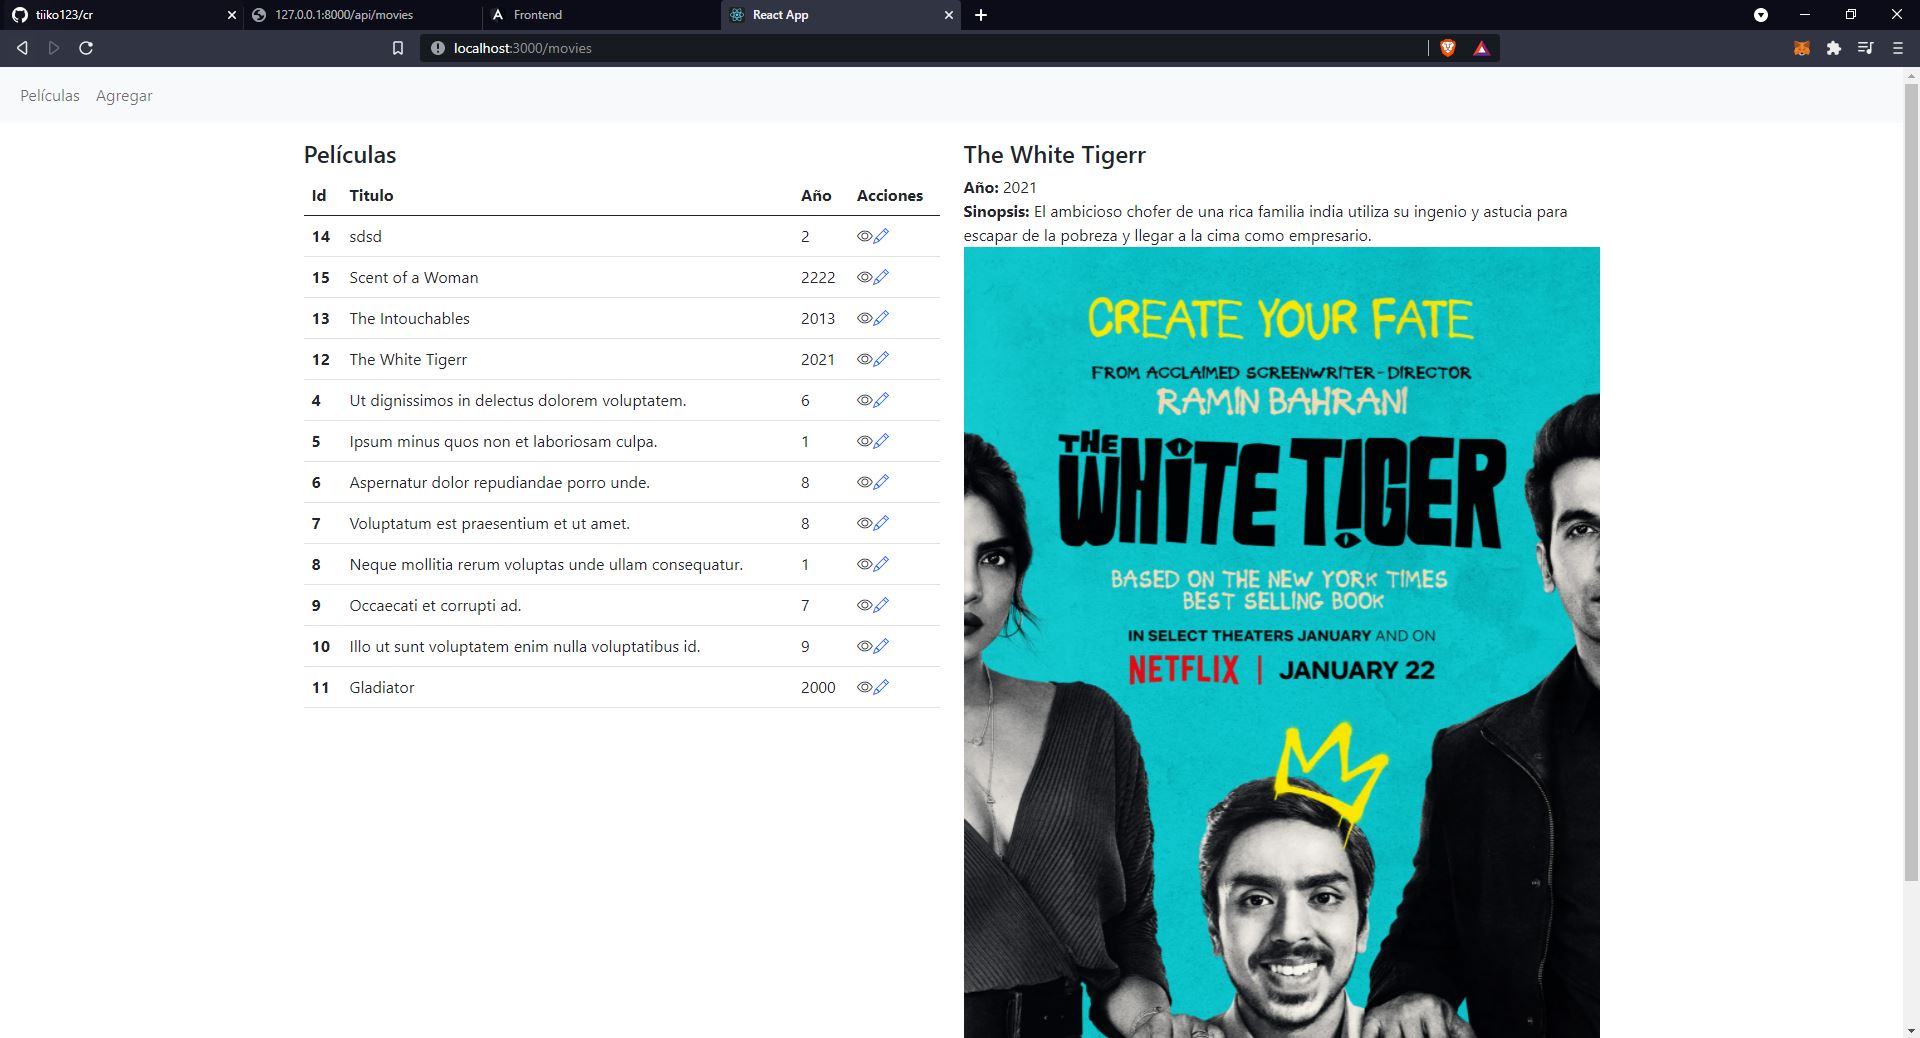 tiiko123/cr
127.0.0.1:8000/api/movies
Frontend
React App
localhost:3000/movies
Películas Agregar
Películas
Id Titulo Año Acciones
14 sdsd 2
15 Scent of a Woman 2222
13 The Intouchables 2013
12 The White Tigerr 2021
4 Ut dignissimos in delectus dolorem voluptatem. 6
5 Ipsum minus quos non et laboriosam culpa. 1
6 Aspernatur dolor repudiandae porro unde. 8
7 Voluptatum est praesentium et ut amet. 8
8 Neque mollitia rerum voluptas unde ullam consequatur. 1
9 Occaecati et corrupti ad. 7
10 Illo ut sunt voluptatem enim nulla voluptatibus id. 9
11 Gladiator 2000
The White Tigerr
Año: 2021
Sinopsis: El ambicioso chofer de una rica familia india utiliza su ingenio y astucia para
escapar de la pobreza y llegar a la cima como empresario.
CREATE YOUR FATE
FROM ACCLAIMED SCREENWRITER-DIRECTOR
RAMIN BAHRANI
THE
WHITE TIGER
BASED ON THE NEW YORK TIMES
BEST SELLING BOOK
IN SELECT THEATERS JANUARY AND ON
NETFLIX | JANUARY 22